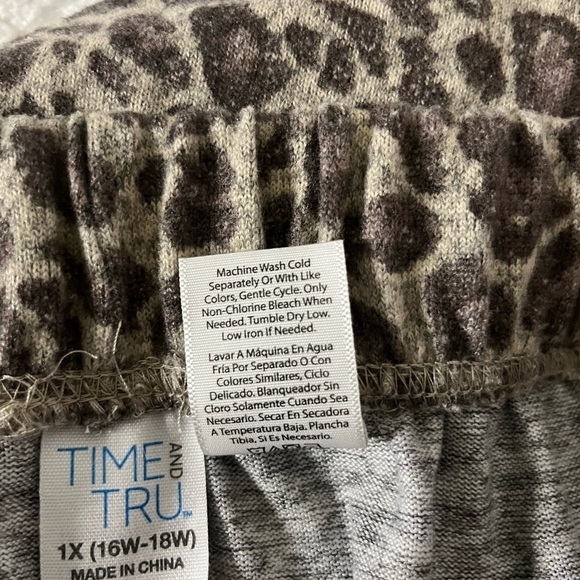 Machine Wash Cold
Separately Or With Like
Colors, Gentle Cycle. Only
Non-Chlorine Bleach When
Needed. Tumble Dry Low.
Low Iron If Needed.
Lavar A Máquina En Agua
Fría Por Separado O Con
Colores Similares, Ciclo
Delicado. Blanqueador Sin
Cloro Solamente Cuando Sea
Necesario. Secar En Secadora
A Temperatura Baja. Plancha
Tibia, Si Es Necesario.
TIME AND
TRU™
1X (16W-18W)
MADE IN CHINA